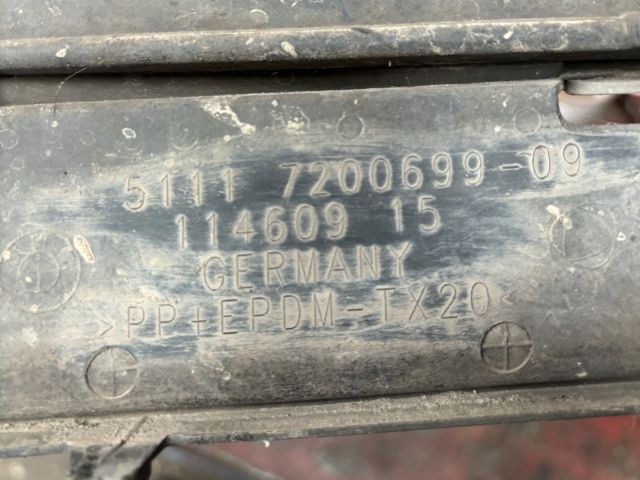 5111 7200699-09
114609 15
GERMANY
>PP+EPDM-TX20<